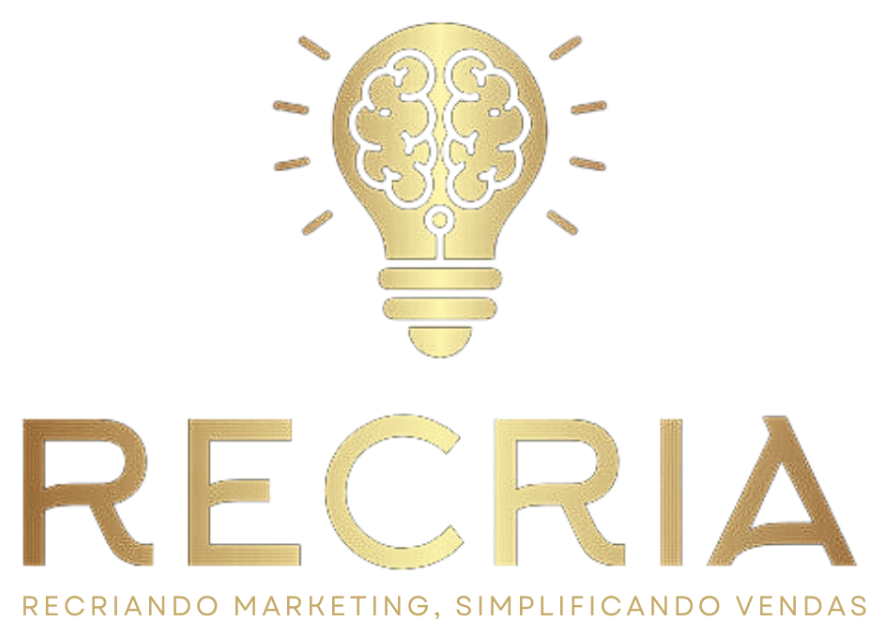 RECRIA
RECRIANDO MARKETING, SIMPLIFICANDO VENDAS